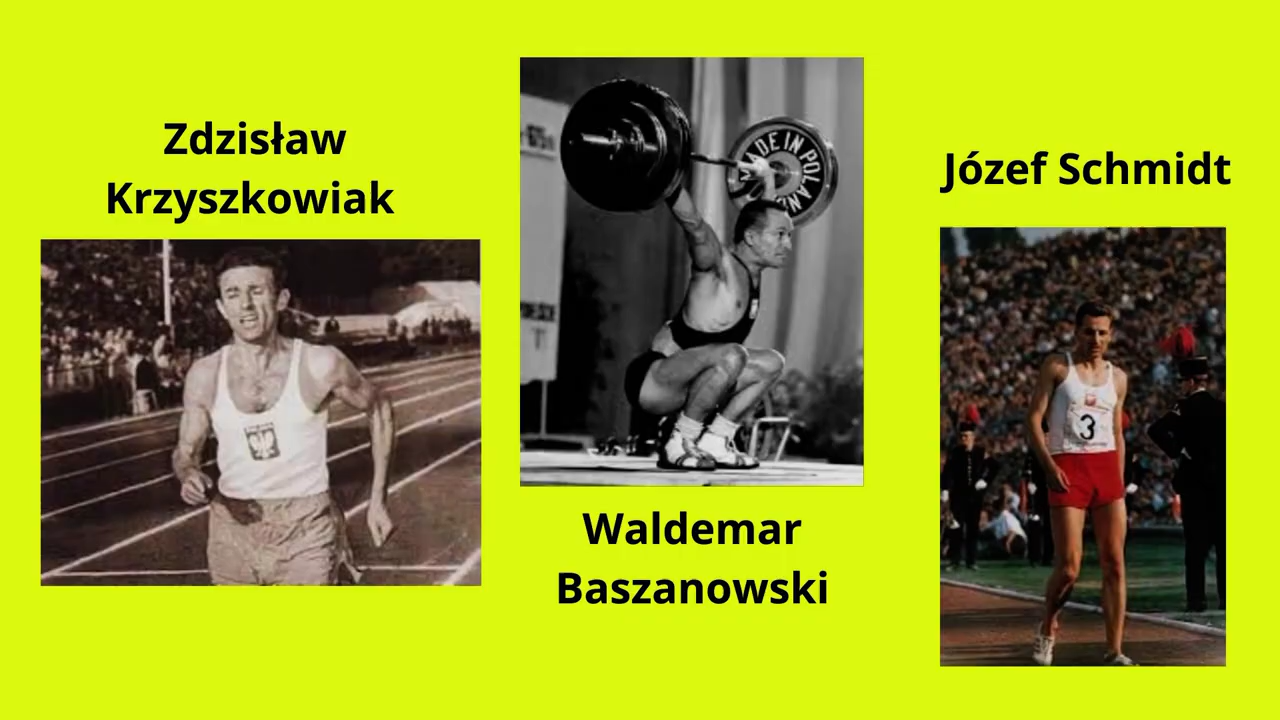 Zdzisław
Krzyszkowiak
MADE IN POLAND
Waldemar
Baszanowski
Józef Schmidt
3